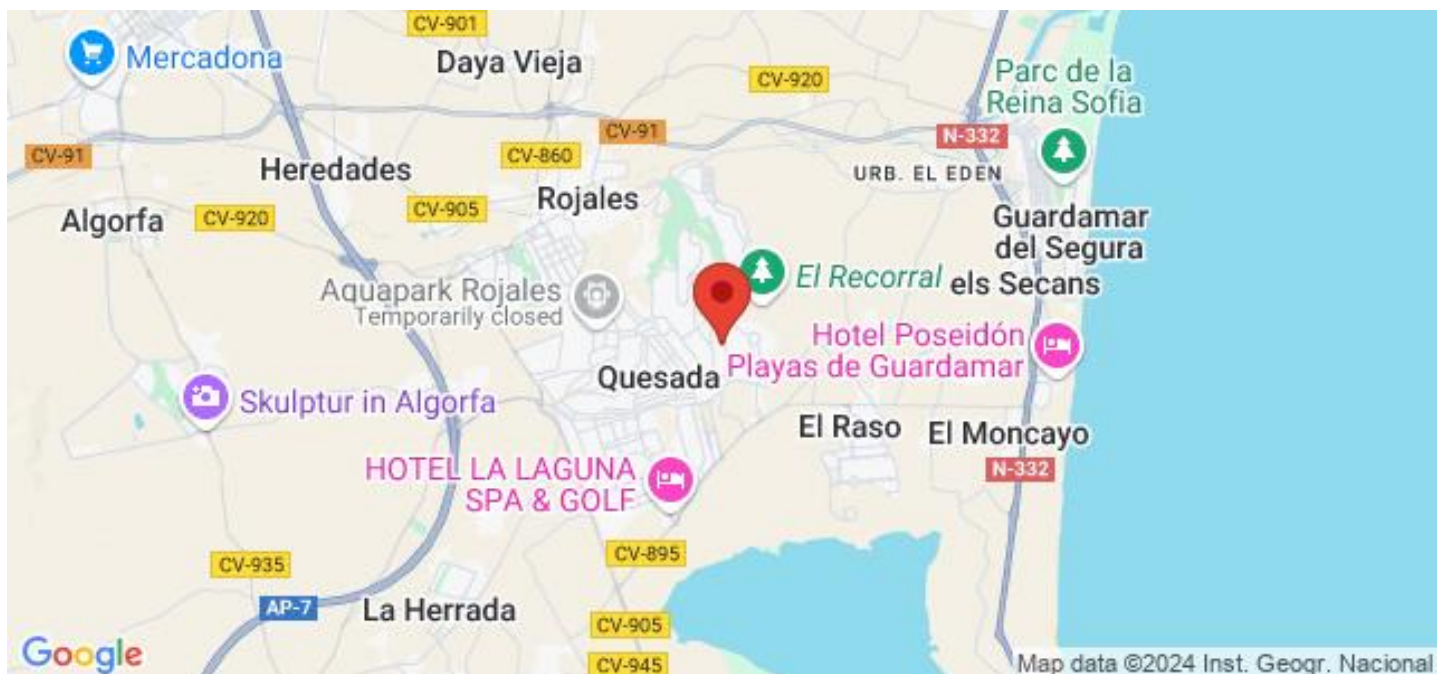 CV-901
Mercadona
Daya Vieja
CV-920
Parc de la
Reina Sofia
CV-91
N-332
CV-91
CV-860
Heredades
URB. EL EDEN
Rojales
CV-905
CV-920
Algorfa
Guardamar
del Segura
El Recorral
els Secans
Aquapark Rojales
Temporarily closed
Hotel Poseidón
Playas de Guardamar
Quesada
Skulptur in Algorfa
El Raso
El Moncayo
N-332
HOTEL LA LAGUNA
SPA & GOLF
CV-895
CV-935
AP-7
La Herrada
CV-905
CV-945
Google
Map data ©2024 Inst. Geogr. Nacional